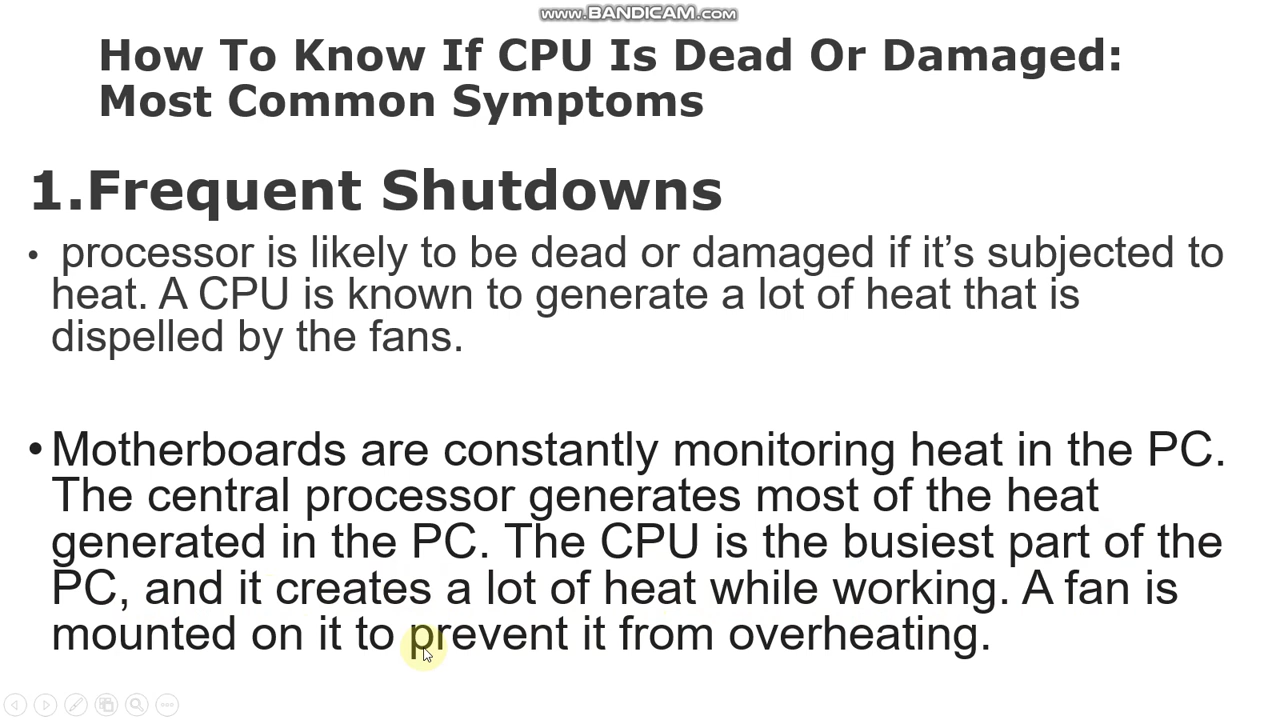 www.BANDICAM.com
How To Know If CPU Is Dead Or Damaged:
Most Common Symptoms
1.Frequent Shutdowns
• processor is likely to be dead or damaged if it’s subjected to
heat. A CPU is known to generate a lot of heat that is
dispelled by the fans.
• Motherboards are constantly monitoring heat in the PC.
The central processor generates most of the heat
generated in the PC. The CPU is the busiest part of the
PC, and it creates a lot of heat while working. A fan is
mounted on it to prevent it from overheating.